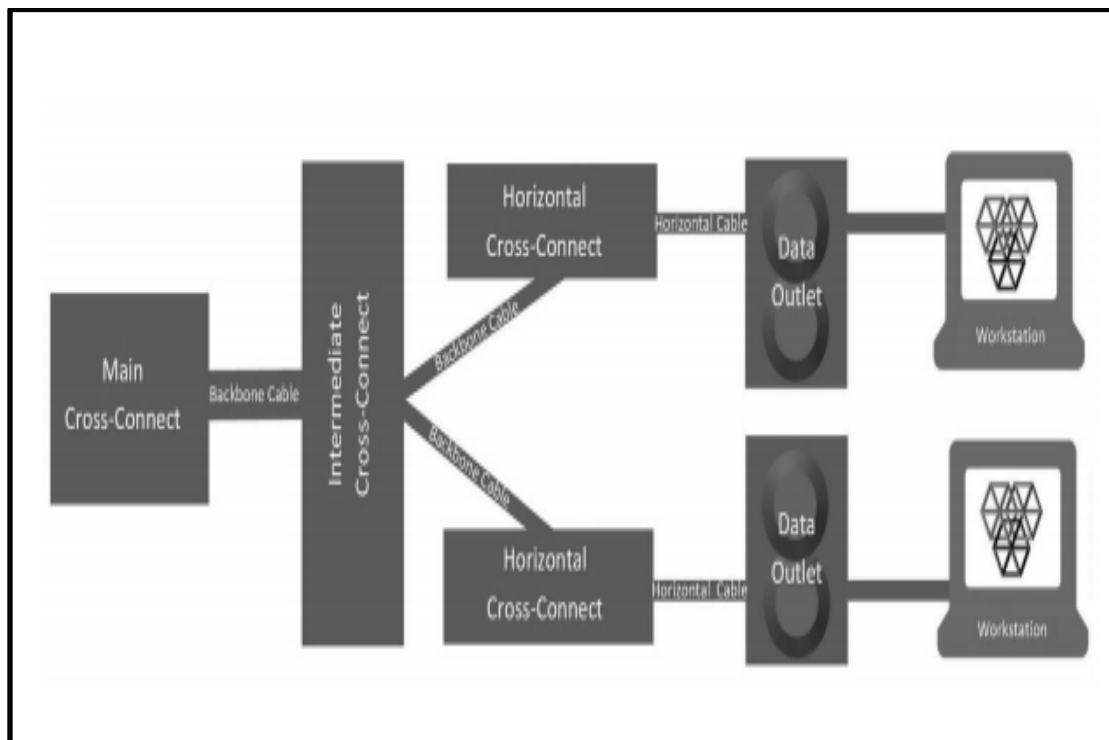 Main
Cross-Connect
Backbone Cable
Intermediate
Cross-Connect
Backbone Cable
Backbone Cable
Horizontal
Cross-Connect
Horizontal Cable
Data
Outlet
Workstation
Horizontal
Cross-Connect
Horizontal Cable
Data
Outlet
Workstation